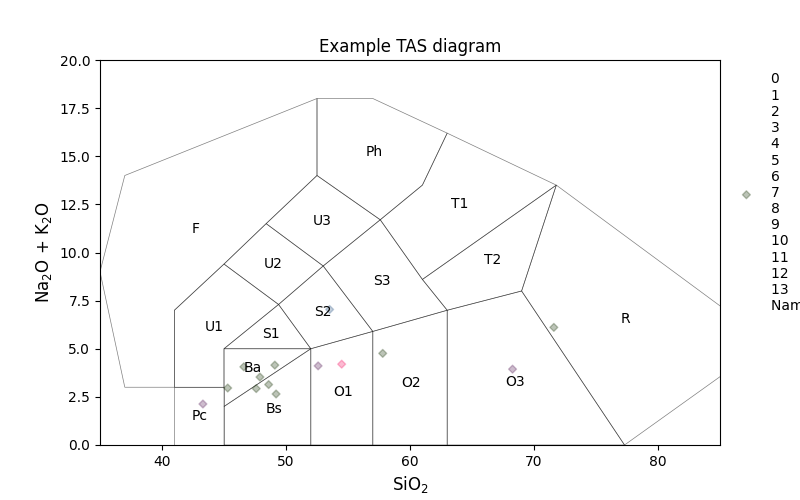 Example TAS diagram
20.0
17.5
15.0
12.5
10.0
7.5
5.0
2.5
0.0
Na₂O + K₂O
F
Ph
U3
T1
U2
T2
S3
U1
S2
S1
R
Ba
Pc
Bs
O1
O2
O3
40
50
60
70
80
SiO₂
0
1
2
3
4
5
6
7
8
9
10
11
12
13
Nam